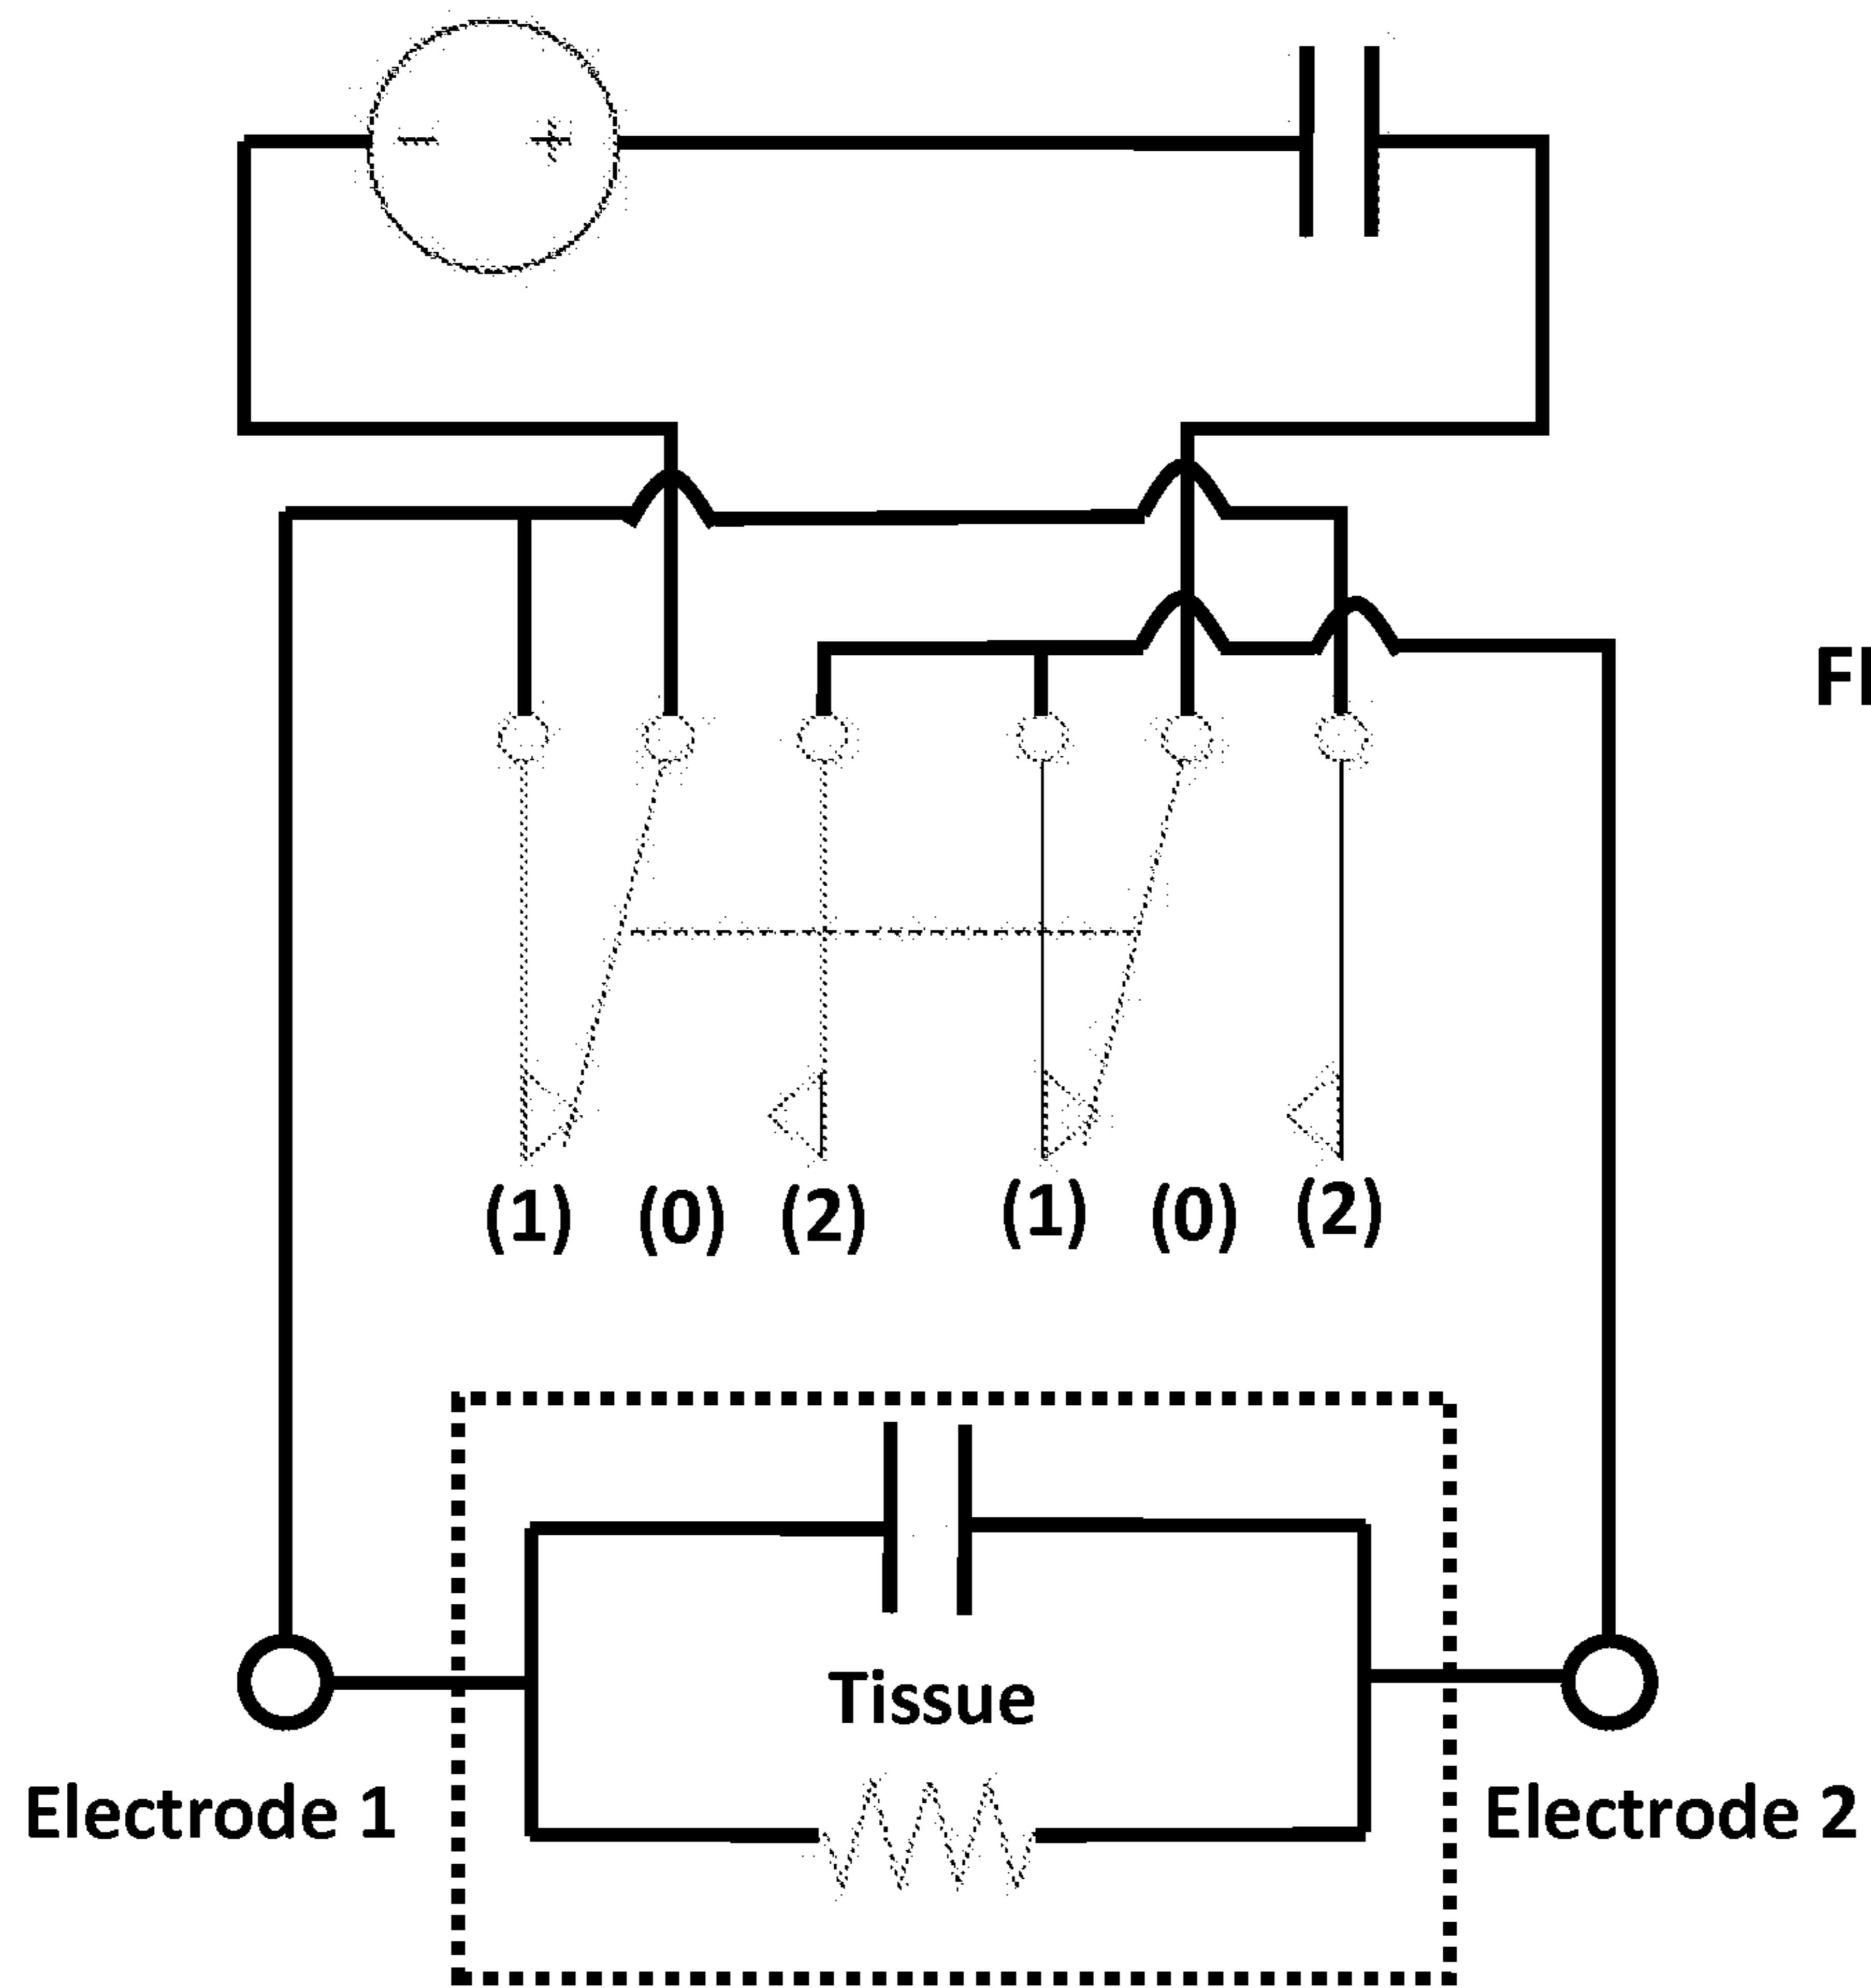 − +
(1) (0) (2) (1) (0) (2)
Tissue
Electrode 1
Electrode 2